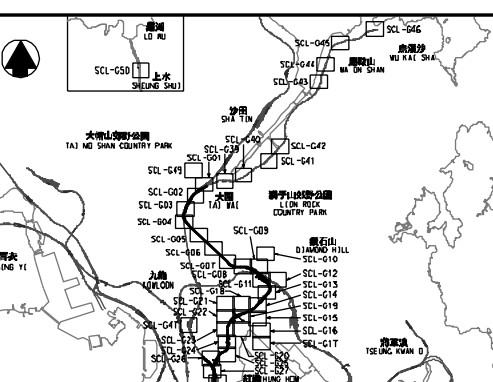 羅湖
LO WU
SCL-G50
上水
SHEUNG SHUI
SCL-G46
SCL-G45
烏溪沙
WU KAI SHA
SCL-G44
馬鞍山
MA ON SHAN
SCL-G43
沙田
SHA TIN
大帽山郊野公園
TAI MO SHAN COUNTRY PARK
SCL-G40
SCL-G39
SCL-G42
SCL-G01
SCL-G41
SCL-G49
SCL-G02
大圍
TAI WAI
獅子山郊野公園
LION ROCK
COUNTRY PARK
SCL-G03
SCL-G04
SCL-G05
SCL-G09
鑽石山
DIAMOND HILL
SCL-G06
SCL-G10
SCL-G07
SCL-G08
SCL-G12
九龍
KOWLOON
SCL-G11
SCL-G13
SCL-G18
SCL-G14
SCL-G21
SCL-G19
SCL-G22
SCL-G15
SCL-G47
SCL-G16
SCL-G23
SCL-G17
SCL-G24
將軍澳
TSEUNG KWAN O
SCL-G26
SCL-G20
SCL-G27
紅磡
HUNG HOM